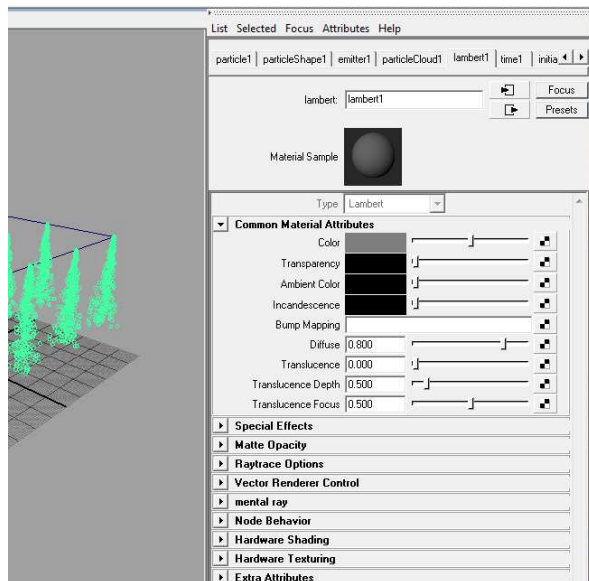 List Selected Focus Attributes Help
particle1 particleShape1 emitter1 particleCloud1 lambert1 time1 initia
lambert: lambert1 Focus
Presets
Material Sample
Type Lambert
Common Material Attributes
Color
Transparency
Ambient Color
Incandescence
Bump Mapping
Diffuse 0.800
Translucence 0.000
Translucence Depth 0.500
Translucence Focus 0.500
Special Effects
Matte Opacity
Raytrace Options
Vector Renderer Control
mental ray
Node Behavior
Hardware Shading
Hardware Texturing
Extra Attributes